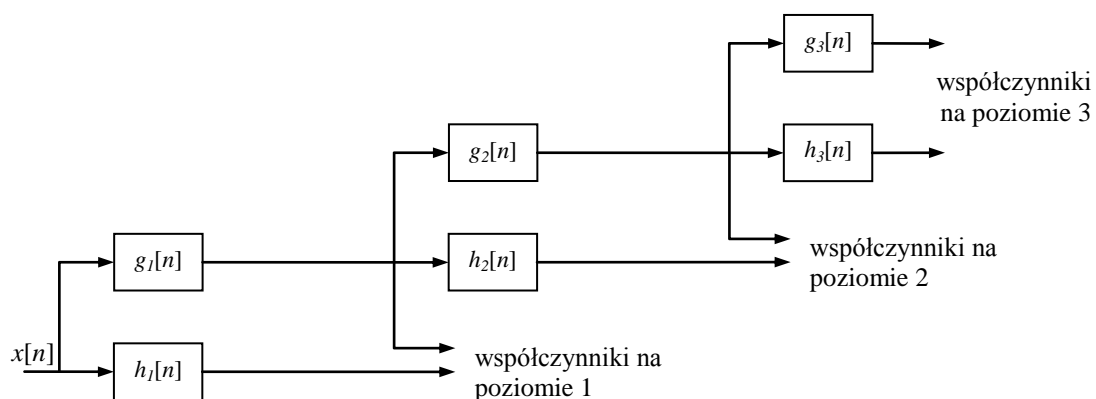 g3[n]
współczynniki
na poziomie 3
g2[n]
h3[n]
g1[n]
h2[n]
współczynniki na
poziomie 2
x[n]
h1[n]
współczynniki na
poziomie 1